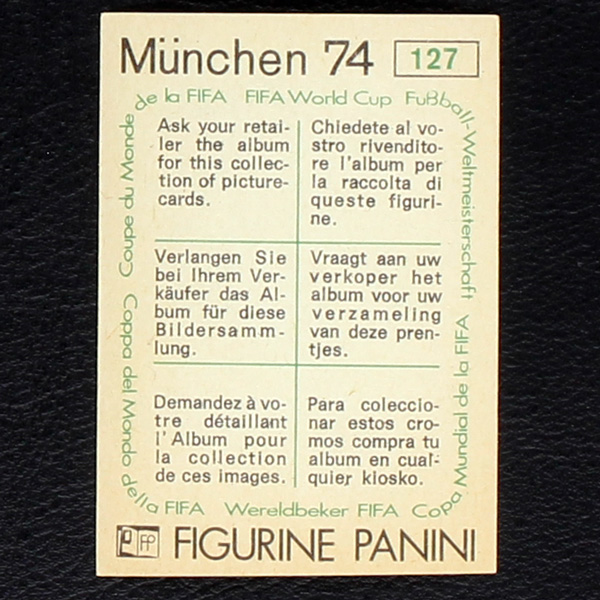 München 74
127
de la FIFA FIFA World Cup Fußball-Weltmeisterschaft
Copa Mundial de la FIFA
Wereldbeker FIFA
Coppa del Mondo della FIFA
Coupe du Monde
Ask your retai-
ler the album
for this collec-
tion of picture-
cards.
Chiedete al vo-
stro rivendito-
re l'album per
la raccolta di
queste figuri-
ne.
Verlangen Sie
bei Ihrem Ver-
käufer das Al-
bum für diese
Bildersamm-
lung.
Vraagt aan uw
verkoper het
album voor uw
verzameling
van deze pren-
tjes.
Demandez à vo-
tre détaillant
l'Album pour
la collection
de ces images.
Para coleccio-
nar estos cro-
mos compra tu
album en cual-
quier kiosko.
FP
FIGURINE PANINI